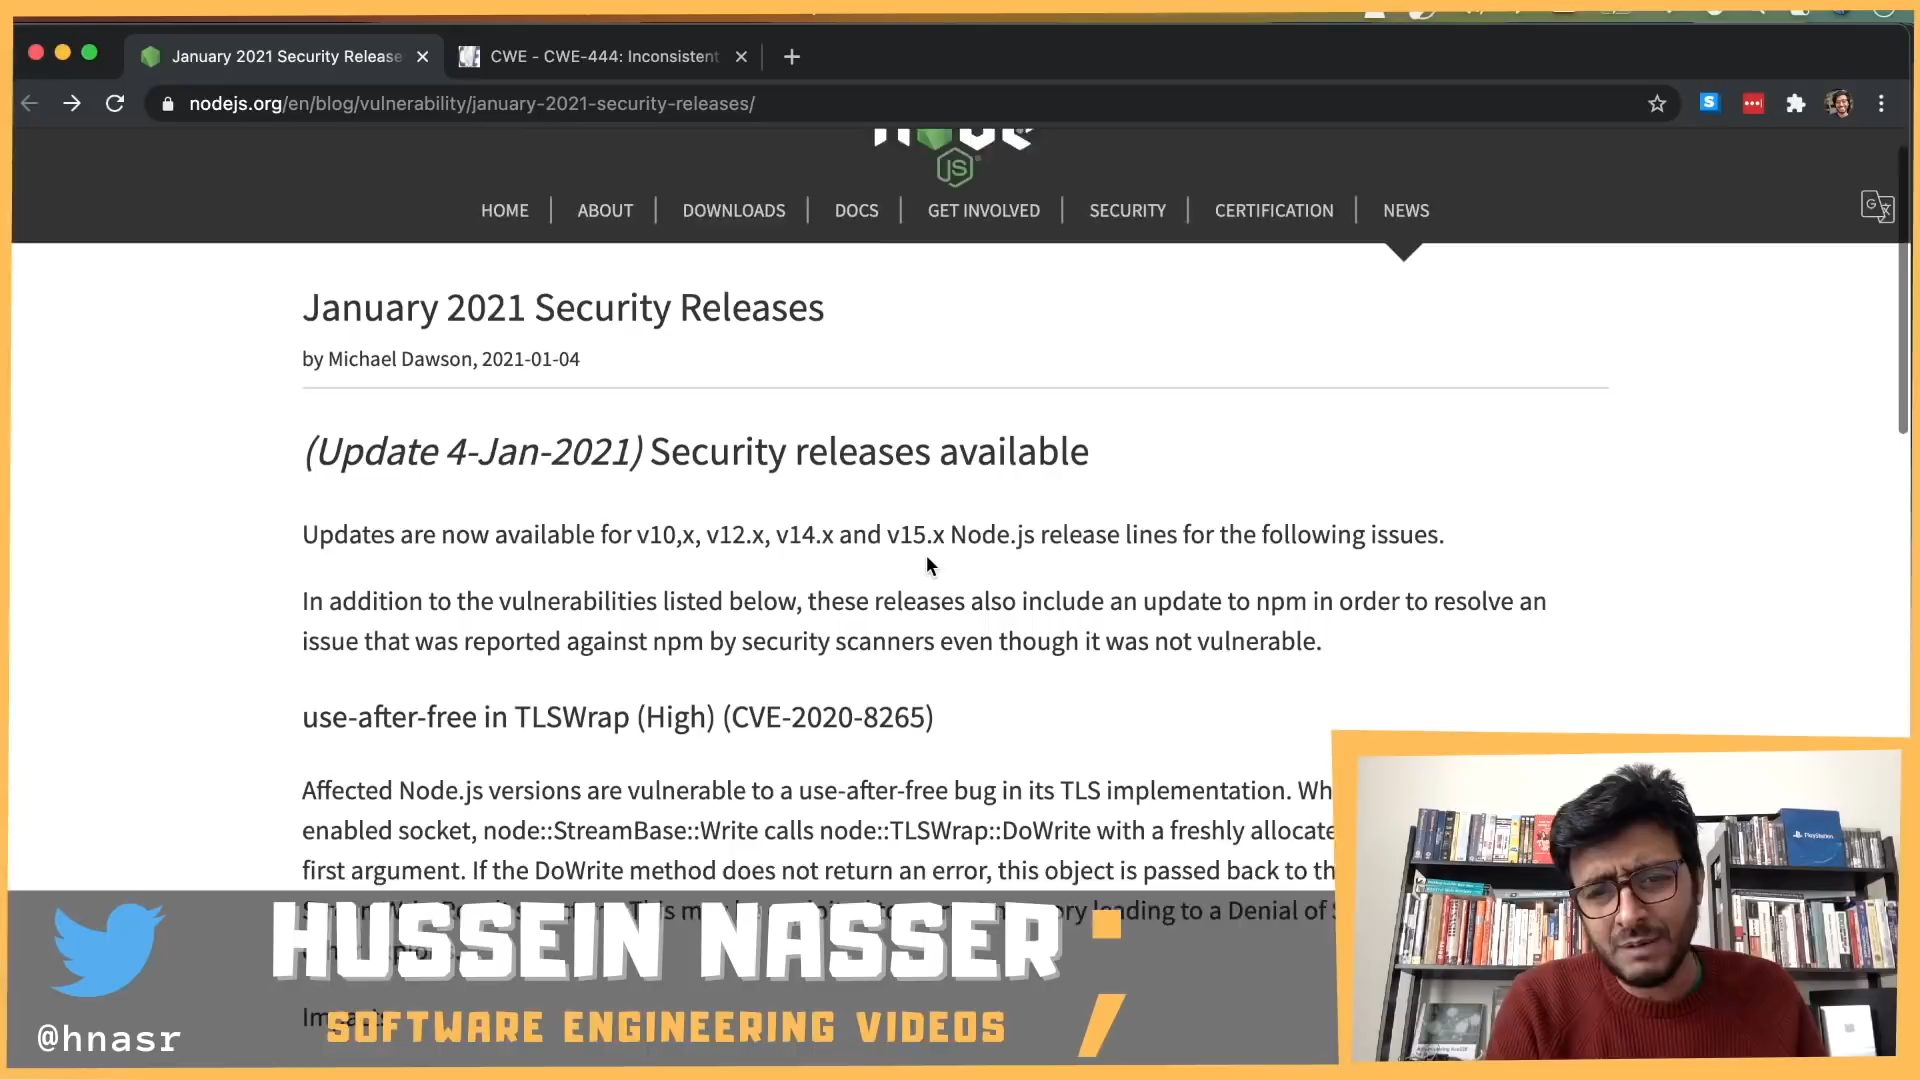 January 2021 Security Release
CWE - CWE-444: Inconsistent
nodejs.org/en/blog/vulnerability/january-2021-security-releases/
S
JS
HOME
ABOUT
DOWNLOADS
DOCS
GET INVOLVED
SECURITY
CERTIFICATION
NEWS
January 2021 Security Releases
by Michael Dawson, 2021-01-04
(Update 4-Jan-2021) Security releases available
Updates are now available for v10,x, v12.x, v14.x and v15.x Node.js release lines for the following issues.
In addition to the vulnerabilities listed below, these releases also include an update to npm in order to resolve an
issue that was reported against npm by security scanners even though it was not vulnerable.
use-after-free in TLSWrap (High) (CVE-2020-8265)
Affected Node.js versions are vulnerable to a use-after-free bug in its TLS implementation. Wh
enabled socket, node::StreamBase::Write calls node::TLSWrap::DoWrite with a freshly allocate
first argument. If the DoWrite method does not return an error, this object is passed back to th
leading to a Denial of S
HUSSEIN NASSER
SOFTWARE ENGINEERING VIDEOS
@hnasr
PlayStation